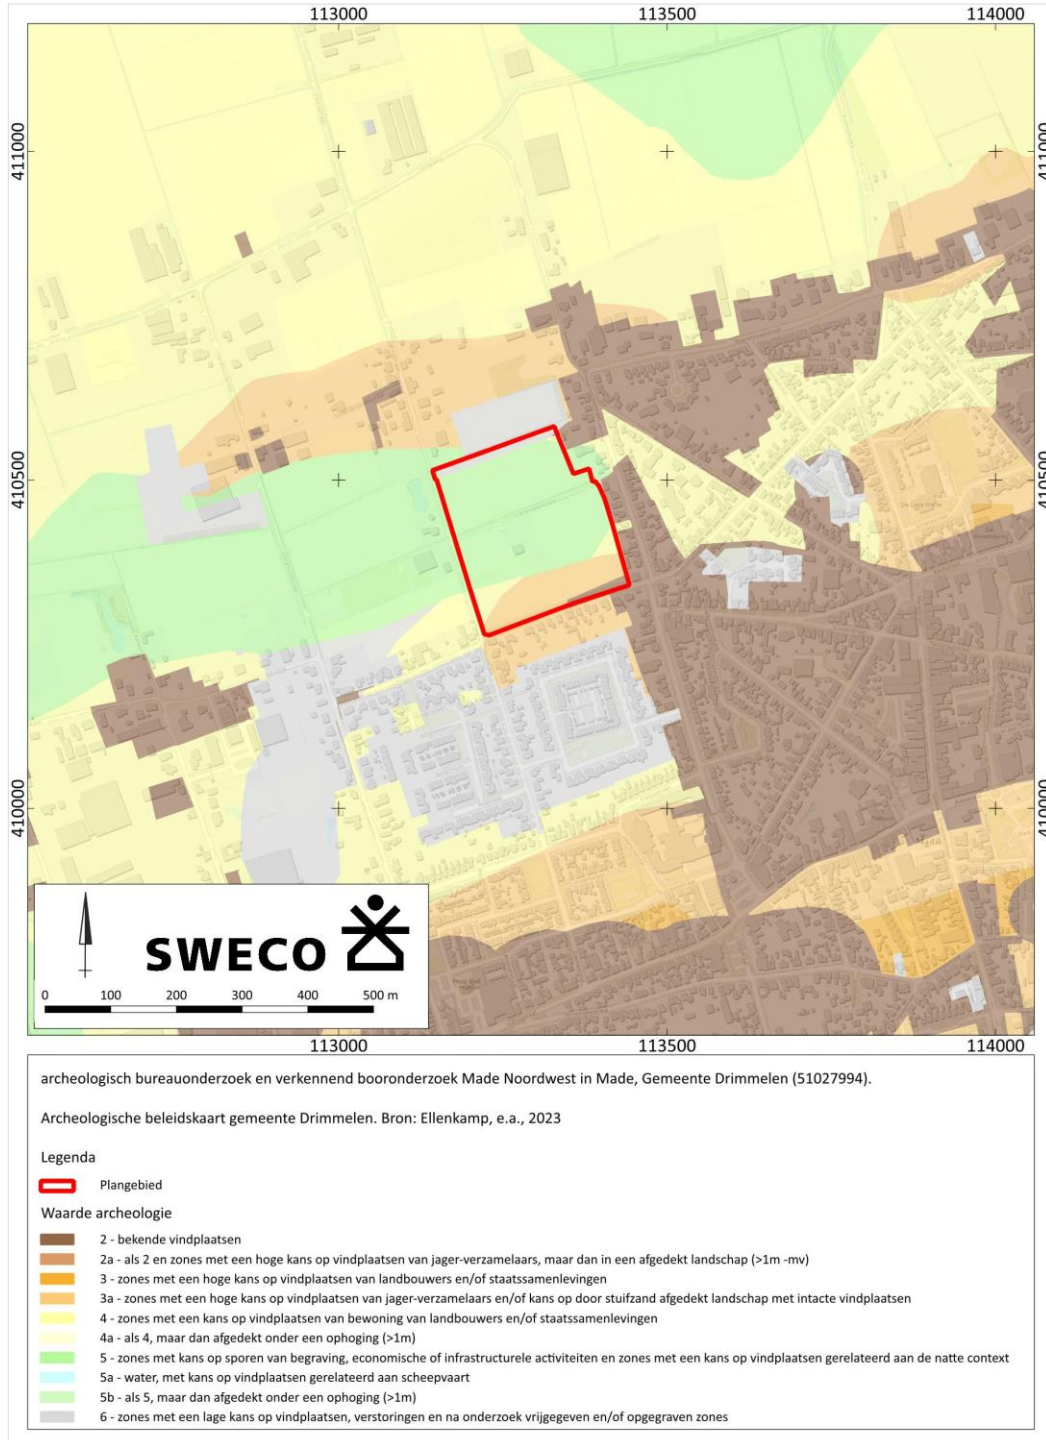 113000 113500 114000
411000 411000
410500 410500
410000 410000
SWECO
0 100 200 300 400 500 m
113000 113500 114000
archeologisch bureauonderzoek en verkennend booronderzoek Made Noordwest in Made, Gemeente Drimmelen (51027994).
Archeologische beleidskaart gemeente Drimmelen. Bron: Ellenkamp, e.a., 2023
Legenda
Plangebied
Waarde archeologie
2 - bekende vindplaatsen
2a - als 2 en zones met een hoge kans op vindplaatsen van jager-verzamelaars, maar dan in een afgedekt landschap (>1m -mv)
3 - zones met een hoge kans op vindplaatsen van landbouwers en/of staatssamenlevingen
3a - zones met een hoge kans op vindplaatsen van jager-verzamelaars en/of kans op door stuifzand afgedekt landschap met intacte vindplaatsen
4 - zones met een kans op vindplaatsen van bewoning van landbouwers en/of staatssamenlevingen
4a - als 4, maar dan afgedekt onder een ophoging (>1m)
5 - zones met kans op sporen van begraving, economische of infrastructurele activiteiten en zones met een kans op vindplaatsen gerelateerd aan de natte context
5a - water, met kans op vindplaatsen gerelateerd aan scheepvaart
5b - als 5, maar dan afgedekt onder een ophoging (>1m)
6 - zones met een lage kans op vindplaatsen, verstoringen en na onderzoek vrijgegeven en/of opgegraven zones